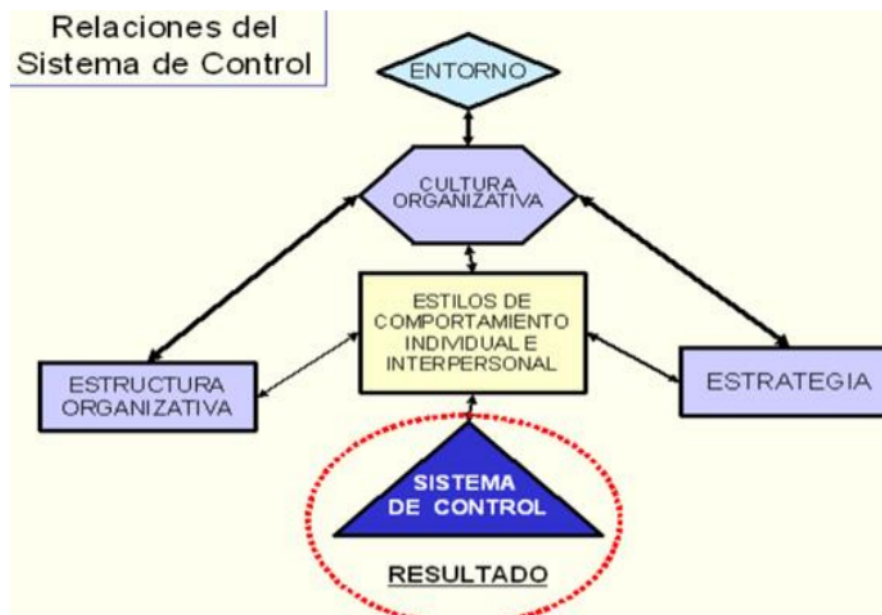 Relaciones del
Sistema de Control
ENTORNO
CULTURA
ORGANIZATIVA
ESTILOS DE
COMPORTAMIENTO
INDIVIDUAL E
INTERPERSONAL
ESTRUCTURA
ORGANIZATIVA
ESTRATEGIA
SISTEMA
DE CONTROL
RESULTADO